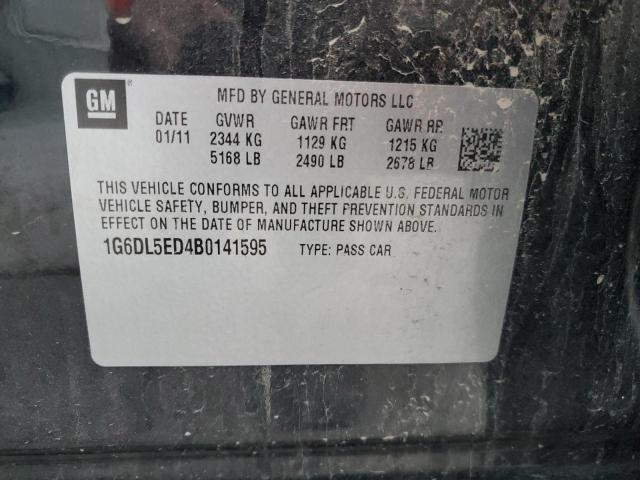 GM
MFD BY GENERAL MOTORS LLC
DATE GVWR GAWR FRT GAWR RR
01/11 2344 KG 1129 KG 1215 KG
5168 LB 2490 LB 2678 LB
THIS VEHICLE CONFORMS TO ALL APPLICABLE U.S. FEDERAL MOTOR
VEHICLE SAFETY, BUMPER, AND THEFT PREVENTION STANDARDS IN
EFFECT ON THE DATE OF MANUFACTURE SHOWN ABOVE.
1G6DL5ED4B0141595 TYPE: PASS CAR